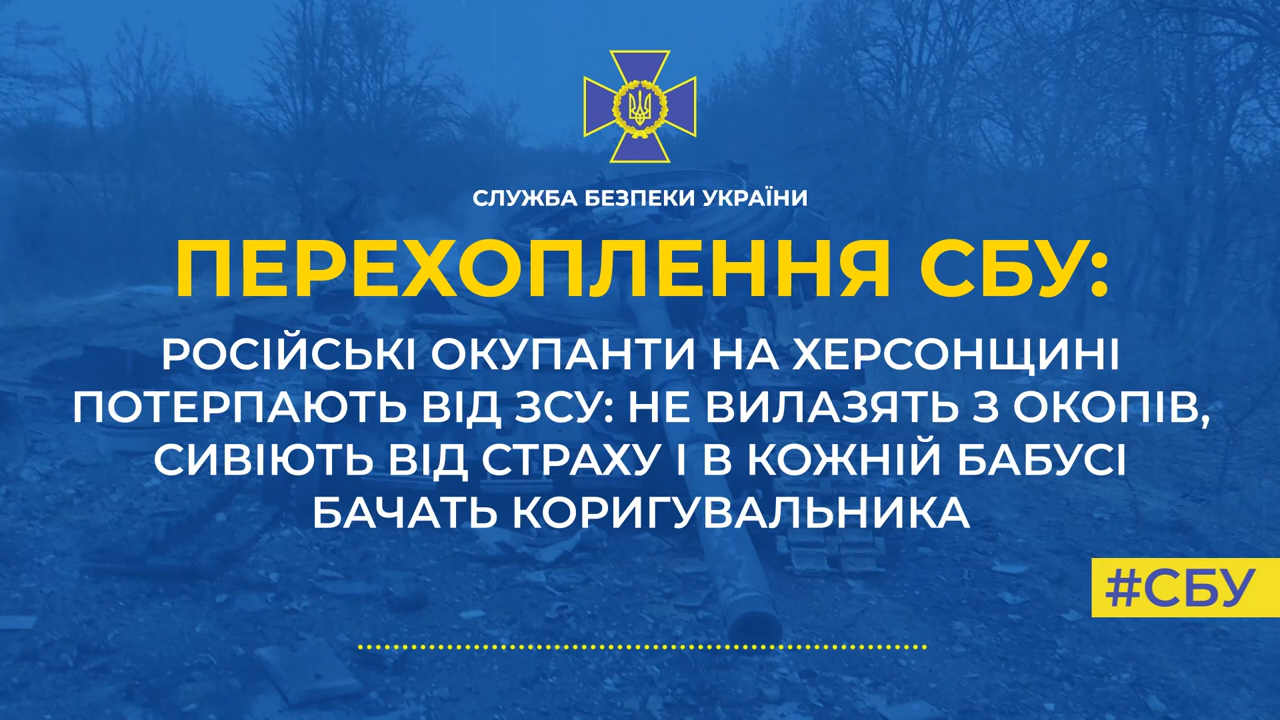 СЛУЖБА БЕЗПЕКИ УКРАЇНИ
ПЕРЕХОПЛЕННЯ СБУ:
РОСІЙСЬКІ ОКУПАНТИ НА ХЕРСОНЩИНІ
ПОТЕРПАЮТЬ ВІД ЗСУ: НЕ ВИЛАЗЯТЬ З ОКОПІВ,
СИВІЮТЬ ВІД СТРАХУ І В КОЖНІЙ БАБУСІ
БАЧАТЬ КОРИГУВАЛЬНИКА
#СБУ